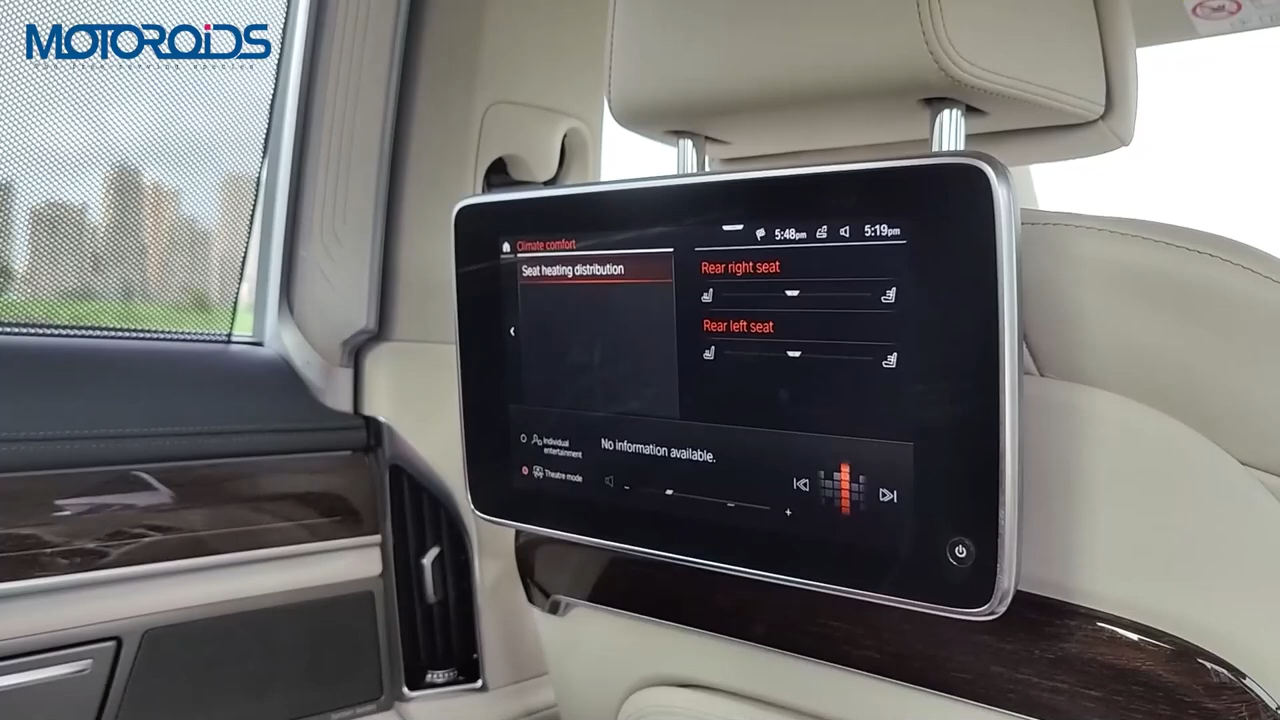 MOTOROIDS
5:48pm
5:19pm
Climate comfort
Seat heating distribution
Rear right seat
Rear left seat
Individual
entertainment
Theatre mode
No information available.
- +